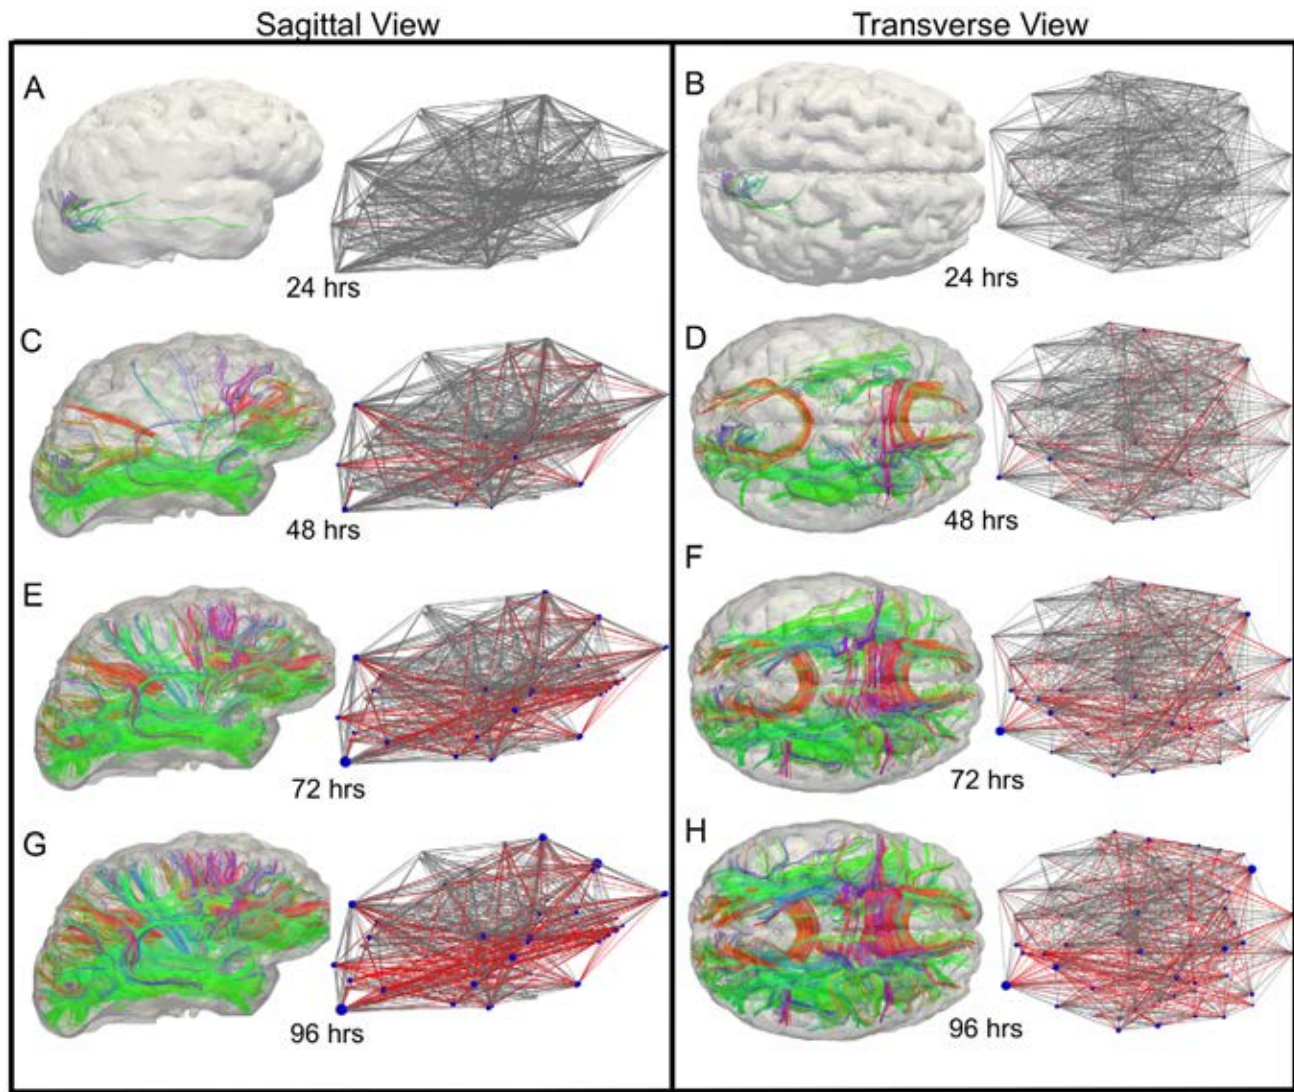 Sagittal View
Transverse View
A
B
24 hrs
24 hrs
C
D
48 hrs
48 hrs
E
F
72 hrs
72 hrs
G
H
96 hrs
96 hrs